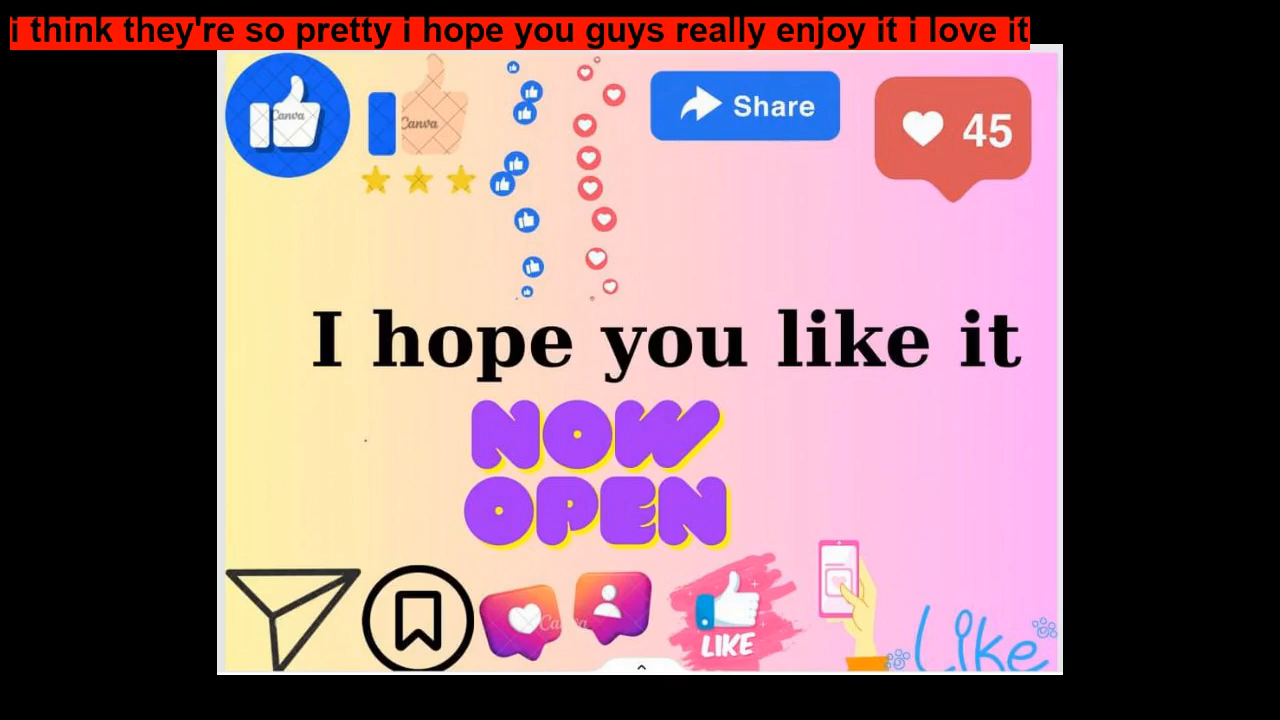 i think they're so pretty i hope you guys really enjoy it i love it
Canva
Canva
Share
45
I hope you like it
NOW
OPEN
Canva
LIKE
Like